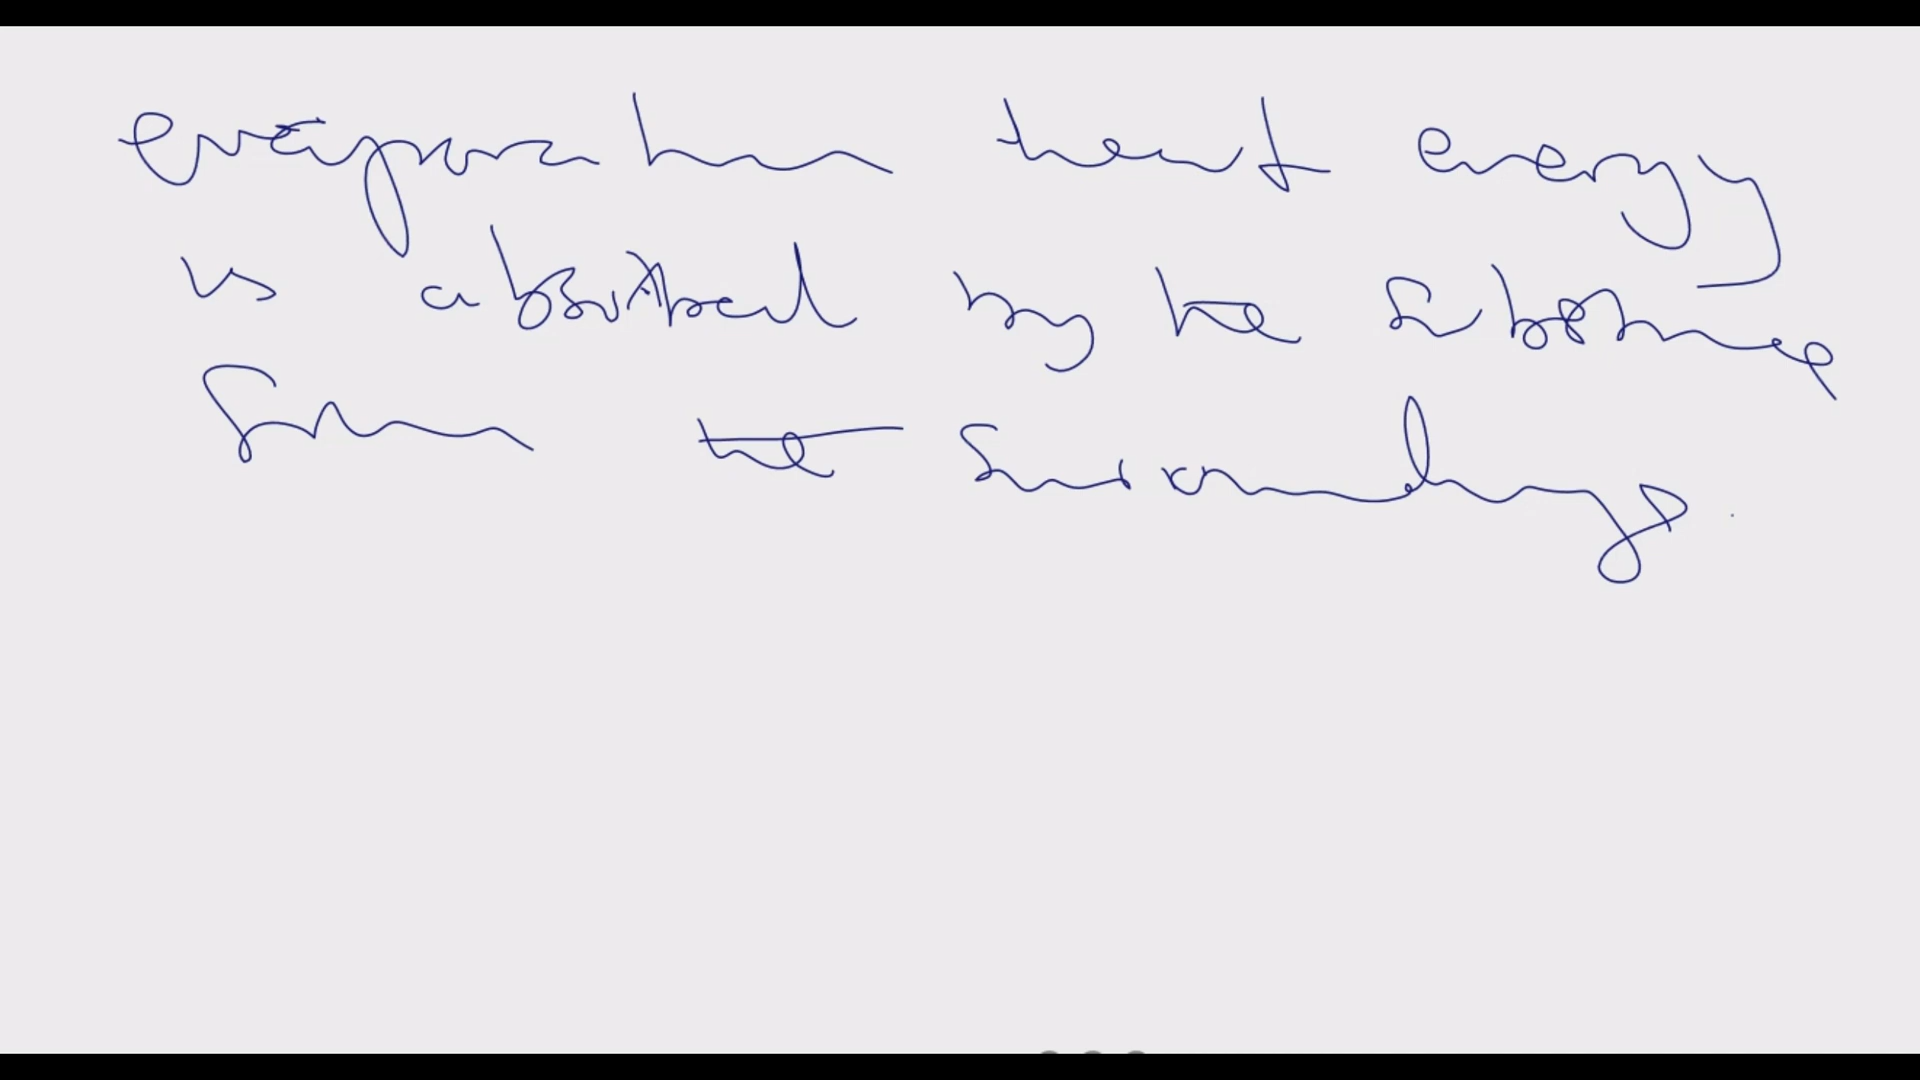 evaporation heat energy
is absorbed by the substance
from the surroundings.